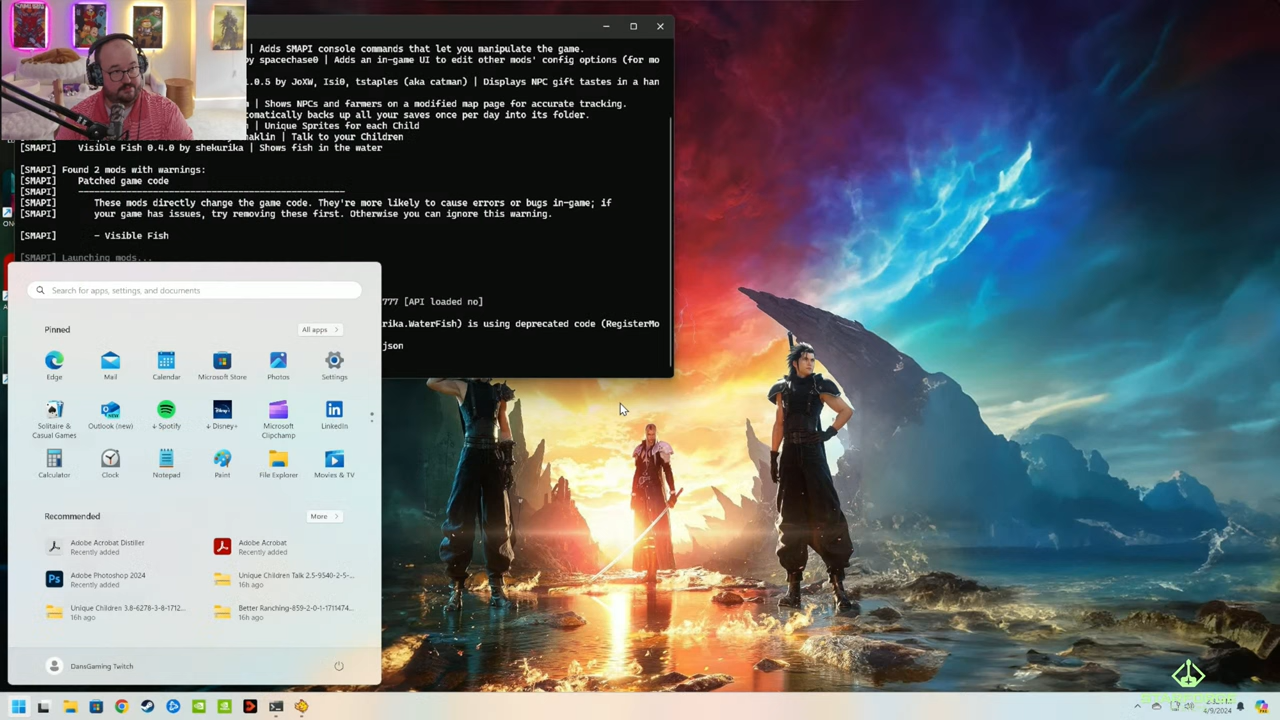 | Adds SMAPI console commands that let you manipulate the game.
y spacechase0 | Adds an in-game UI to edit other mods' config options (for mo
.0.5 by JoXW, Isi0, tstaples (aka catman) | Displays NPC gift tastes in a han
| Shows NPCs and farmers on a modified map page for accurate tracking.
omatically backs up all your saves once per day into its folder.
| Unique Sprites for each Child
aklin | Talk to your Children
[SMAPI] Visible Fish 0.4.0 by shekurika | Shows fish in the water
[SMAPI] Found 2 mods with warnings:
[SMAPI] Patched game code
[SMAPI] --------------------------------------------------
[SMAPI] These mods directly change the game code. They're more likely to cause errors or bugs in-game; if
[SMAPI] your game has issues, try removing these first. Otherwise you can ignore this warning.
[SMAPI] - Visible Fish
[SMAPI] Launching mods...
777 [API loaded no]
rika.WaterFish) is using deprecated code (RegisterMo
json
Search for apps, settings, and documents
Pinned
All apps
Edge
Mail
Calendar
Microsoft Store
Photos
Settings
Solitaire & Casual Games
Outlook (new)
Spotify
Disney+
Microsoft Clipchamp
LinkedIn
Calculator
Clock
Notepad
Paint
File Explorer
Movies & TV
Recommended
More
Adobe Acrobat Distiller
Recently added
Adobe Acrobat
Recently added
Adobe Photoshop 2024
Recently added
Unique Children Talk 2.5-9540-2-5-...
16h ago
Unique Children 3.8-6278-3-8-1712...
16h ago
Better Ranching-859-2-0-1-1711474...
16h ago
DansGaming Twitch
4/9/2024